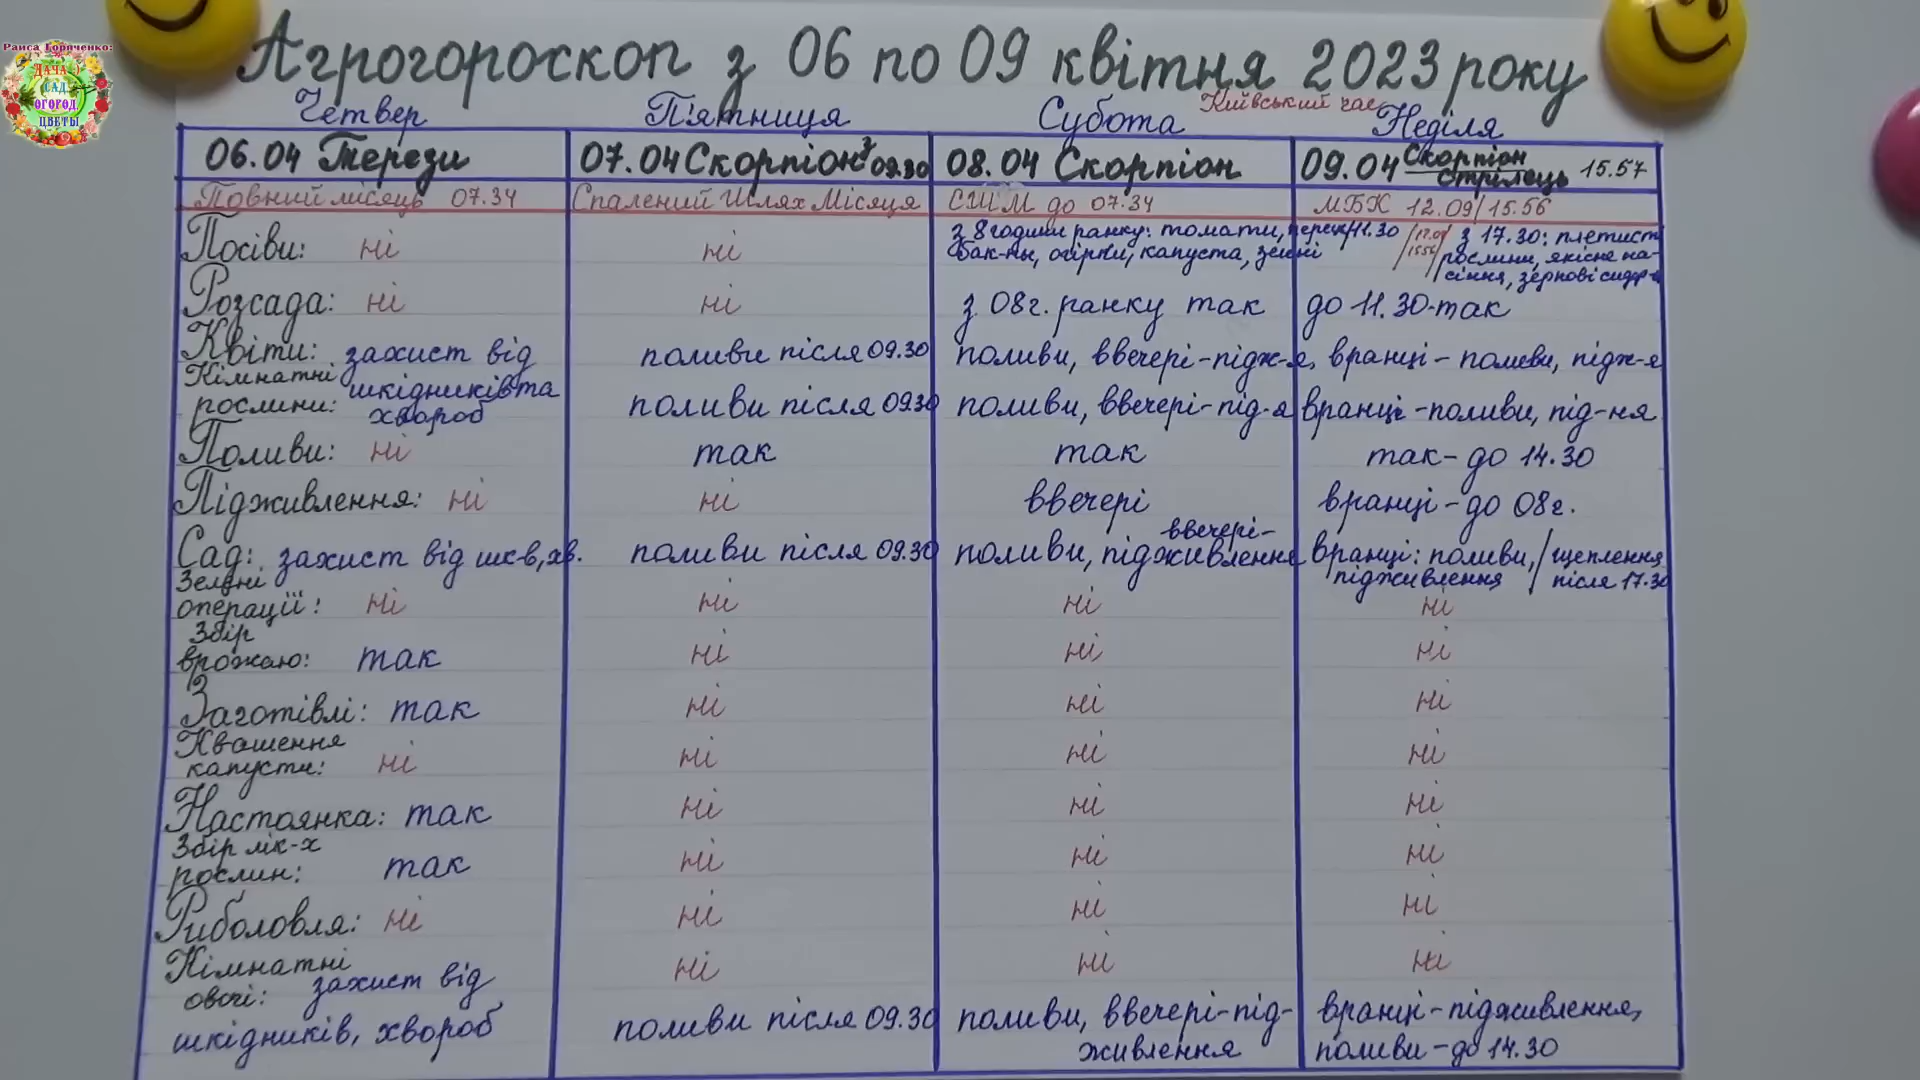 Раиса Горяченко:
ДАЧА
САД,
ОГОРОД,
ЦВЕТЫ
Агрогороскоп з 06 по 09 квітня 2023 року
Київський час
Четвер П'ятниця Субота Неділя
06.04 Терези 07.04 Скорпіон з 09.30 08.04 Скорпіон 09.04 Скорпіон Стрілець 15.57
Повний місяць 07.34 Спалений Шлях Місяця СШМ до 07.34 МБК 12.09/15.56
Посіви: ні ні з 8 години ранку: томати, перець, /11.30 / з 17.30: плетисті
бак-ни, огірки, капуста, зелені рослини, якісне на-
сіння, зернові
Розсада: ні ні з 08г. ранку так до 11.30-так
Квіти: захист від поливи після 09.30 поливи, ввечері-підж-я, вранці - поливи, підж-я
Кімнатні шкідників та
рослини: хвороб поливи після 09.30 поливи, ввечері-під-я вранці-поливи, під-ня
Поливи: ні так так так-до 14.30
Підживлення: ні ні ввечері вранці-до 08г.
Сад: захист від шк-в, хв. поливи після 09.30 поливи, ввечері-підживлення вранці: поливи, / щеплення
підживлення / після 17.30
Зелені
операції: ні ні ні ні
Збір
врожаю: так ні ні ні
Заготівлі: так ні ні ні
Квашення
капусти: ні ні ні ні
Настоянка: так ні ні ні
Збір лік-х
рослин: так ні ні ні
Риболовля: ні ні ні ні
Кімнатні ні ні ні
овочі: захист від
шкідників, хвороб поливи після 09.30 поливи, ввечері-під- вранці-підживлення,
живлення поливи-до 14.30